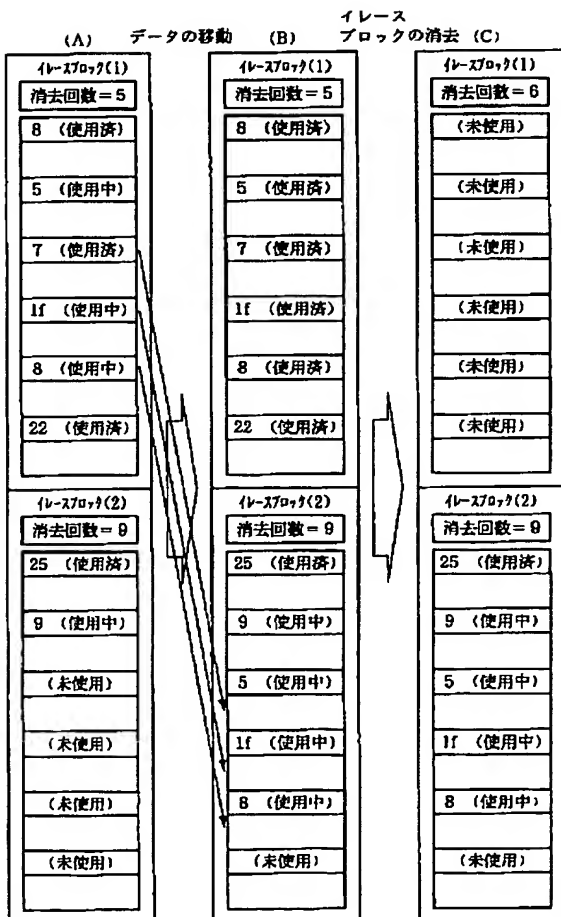 (A)
データの移動
(B)
イレース
ブロックの消去
(C)
ｲﾚｰｽﾌﾞﾛｯｸ(1)
消去回数=5
8 (使用済)
5 (使用中)
7 (使用済)
1f (使用中)
8 (使用中)
22 (使用済)
ｲﾚｰｽﾌﾞﾛｯｸ(2)
消去回数=9
25 (使用済)
9 (使用中)
(未使用)
(未使用)
(未使用)
(未使用)
ｲﾚｰｽﾌﾞﾛｯｸ(1)
消去回数=5
8 (使用済)
5 (使用済)
7 (使用済)
1f (使用済)
8 (使用済)
22 (使用済)
ｲﾚｰｽﾌﾞﾛｯｸ(2)
消去回数=9
25 (使用済)
9 (使用中)
5 (使用中)
1f (使用中)
8 (使用中)
(未使用)
ｲﾚｰｽﾌﾞﾛｯｸ(1)
消去回数=6
(未使用)
(未使用)
(未使用)
(未使用)
(未使用)
(未使用)
ｲﾚｰｽﾌﾞﾛｯｸ(2)
消去回数=9
25 (使用済)
9 (使用中)
5 (使用中)
1f (使用中)
8 (使用中)
(未使用)